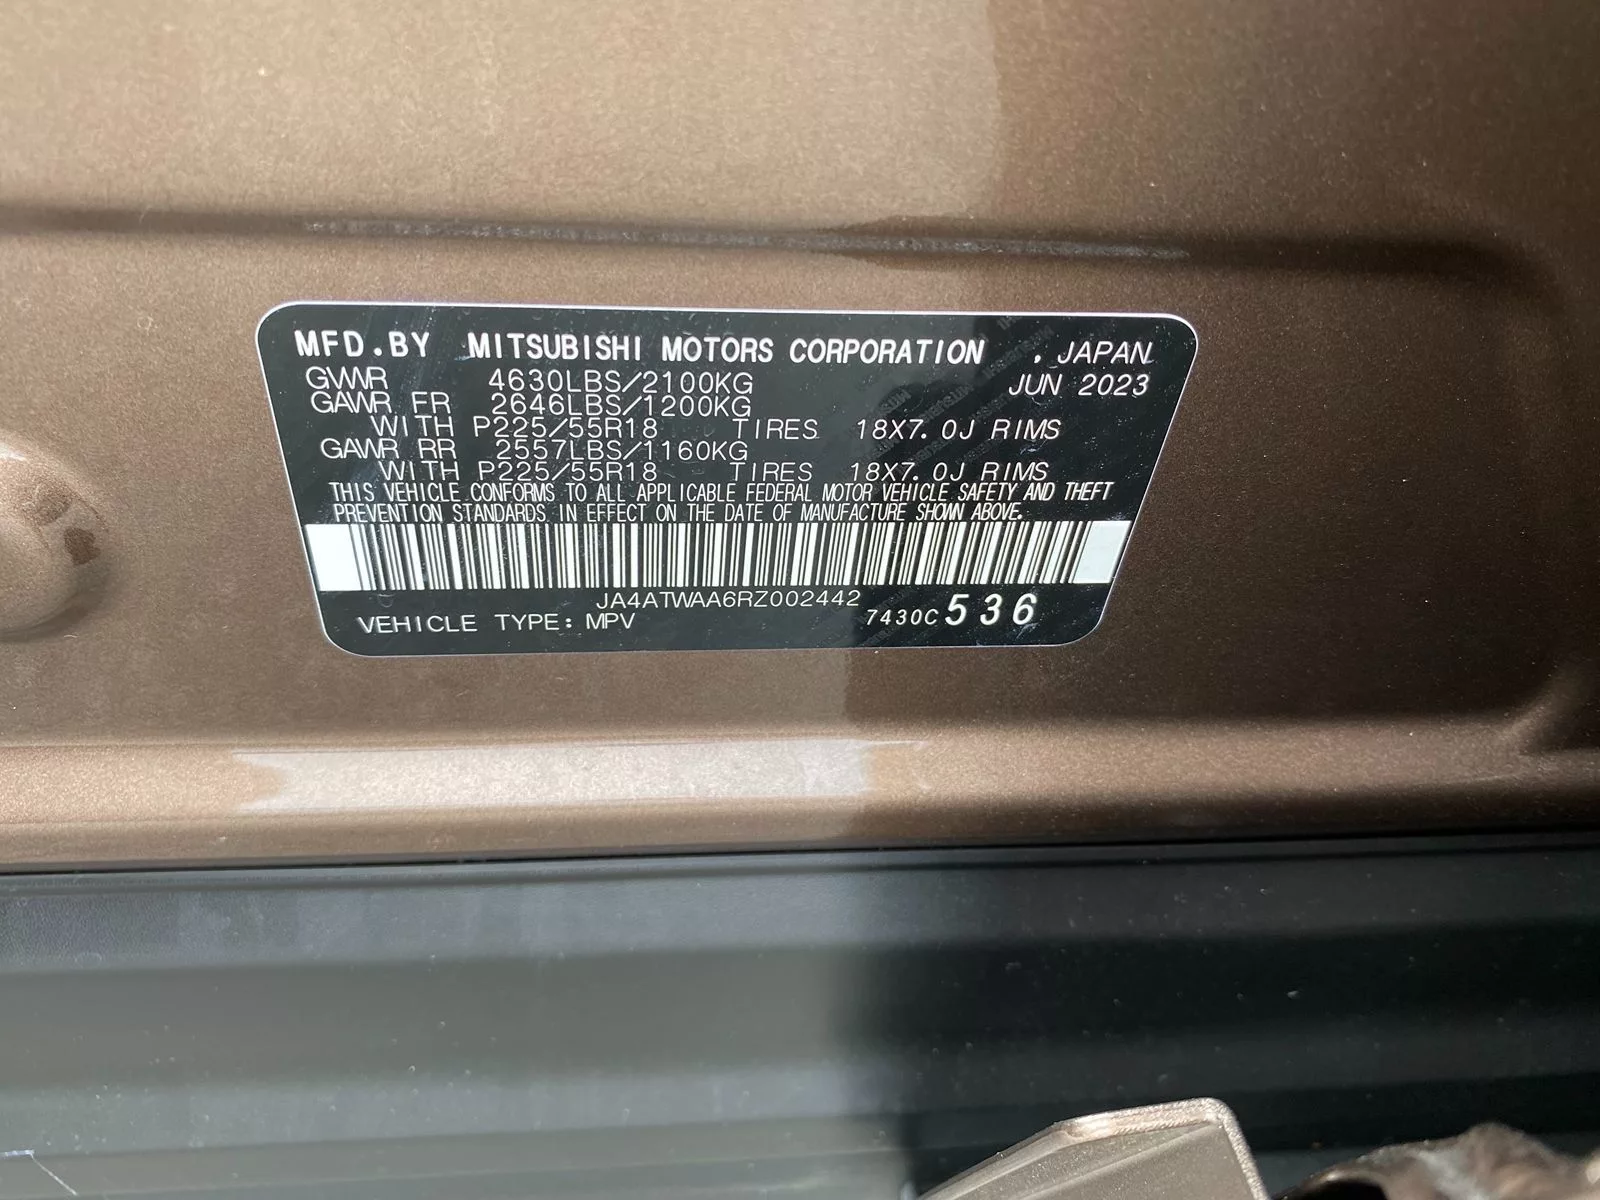 MFD.BY MITSUBISHI MOTORS CORPORATION . JAPAN
GVWR 4630LBS/2100KG JUN 2023
GAWR FR 2646LBS/1200KG
WITH P225/55R18 TIRES 18X7.0J RIMS
GAWR RR 2557LBS/1160KG
WITH P225/55R18 TIRES 18X7.0J RIMS
THIS VEHICLE CONFORMS TO ALL APPLICABLE FEDERAL MOTOR VEHICLE SAFETY AND THEFT
PREVENTION STANDARDS IN EFFECT ON THE DATE OF MANUFACTURE SHOWN ABOVE.
JA4ATWAA6RZ002442
VEHICLE TYPE: MPV 7430C 536